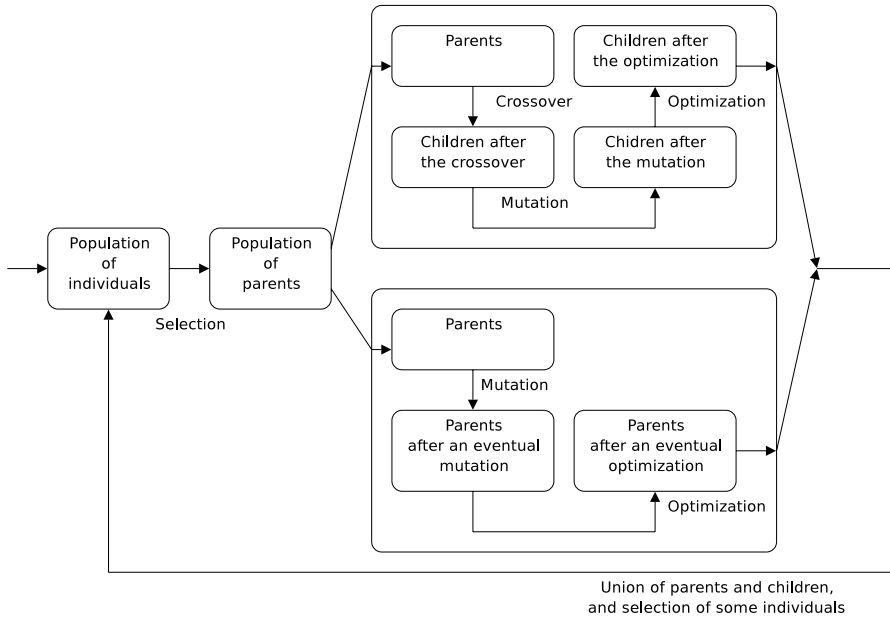 Parents
Children after
the optimization
Crossover
Optimization
Children after
the crossover
Chidren after
the mutation
Mutation
Population
of
individuals
Population
of
parents
Selection
Parents
Mutation
Parents
after an eventual
mutation
Parents
after an eventual
optimization
Optimization
Union of parents and children,
and selection of some individuals